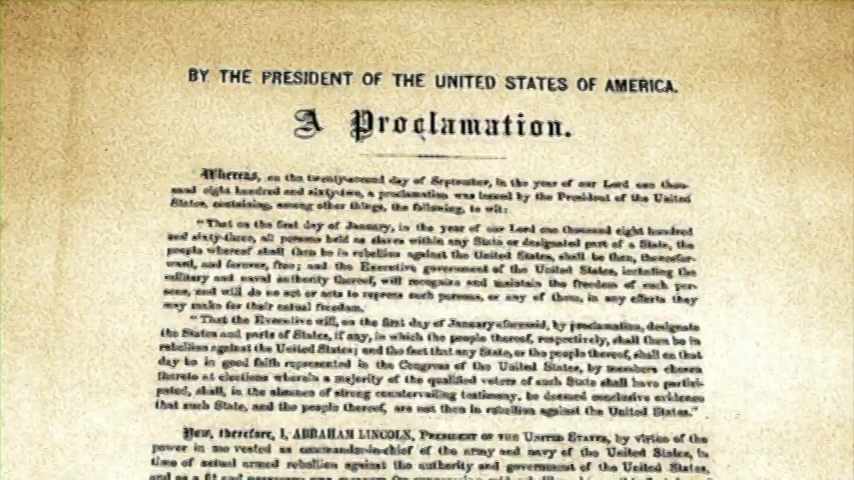 BY THE PRESIDENT OF THE UNITED STATES OF AMERICA.
A Proclamation.
Whereas, on the twenty-second day of September, in the year of our Lord one thou-
sand eight hundred and sixty-two, a proclamation was issued by the President of the United
States, containing, among other things, the following, to wit:
"That on the first day of January, in the year of our Lord one thousand eight hundred
and sixty-three, all persons held as slaves within any State or designated part of a State, the
people whereof shall then be in rebellion against the United States, shall be then, thencefor-
ward, and forever, free; and the Executive government of the United States, including the
military and naval authority thereof, will recognize and maintain the freedom of such per-
sons, and will do no act or acts to repress such persons, or any of them, in any efforts they
may make for their actual freedom.
"That the Executive will, on the first day of January aforesaid, by proclamation, designate
the States and parts of States, if any, in which the people thereof, respectively, shall then be in
rebellion against the United States; and the fact that any State, or the people thereof, shall on that
day be in good faith represented in the Congress of the United States, by members chosen
thereto at elections wherein a majority of the qualified voters of such State shall have partici-
pated, shall, in the absence of strong countervailing testimony, be deemed conclusive evidence
that such State, and the people thereof, are not then in rebellion against the United States."
Now, therefore, I, ABRAHAM LINCOLN, PRESIDENT OF THE UNITED STATES, by virtue of the
power in me vested as commander-in-chief of the army and navy of the United States, in
time of actual armed rebellion against the authority and government of the United States,
and as a fit and necessary war measure for suppressing said rebellion